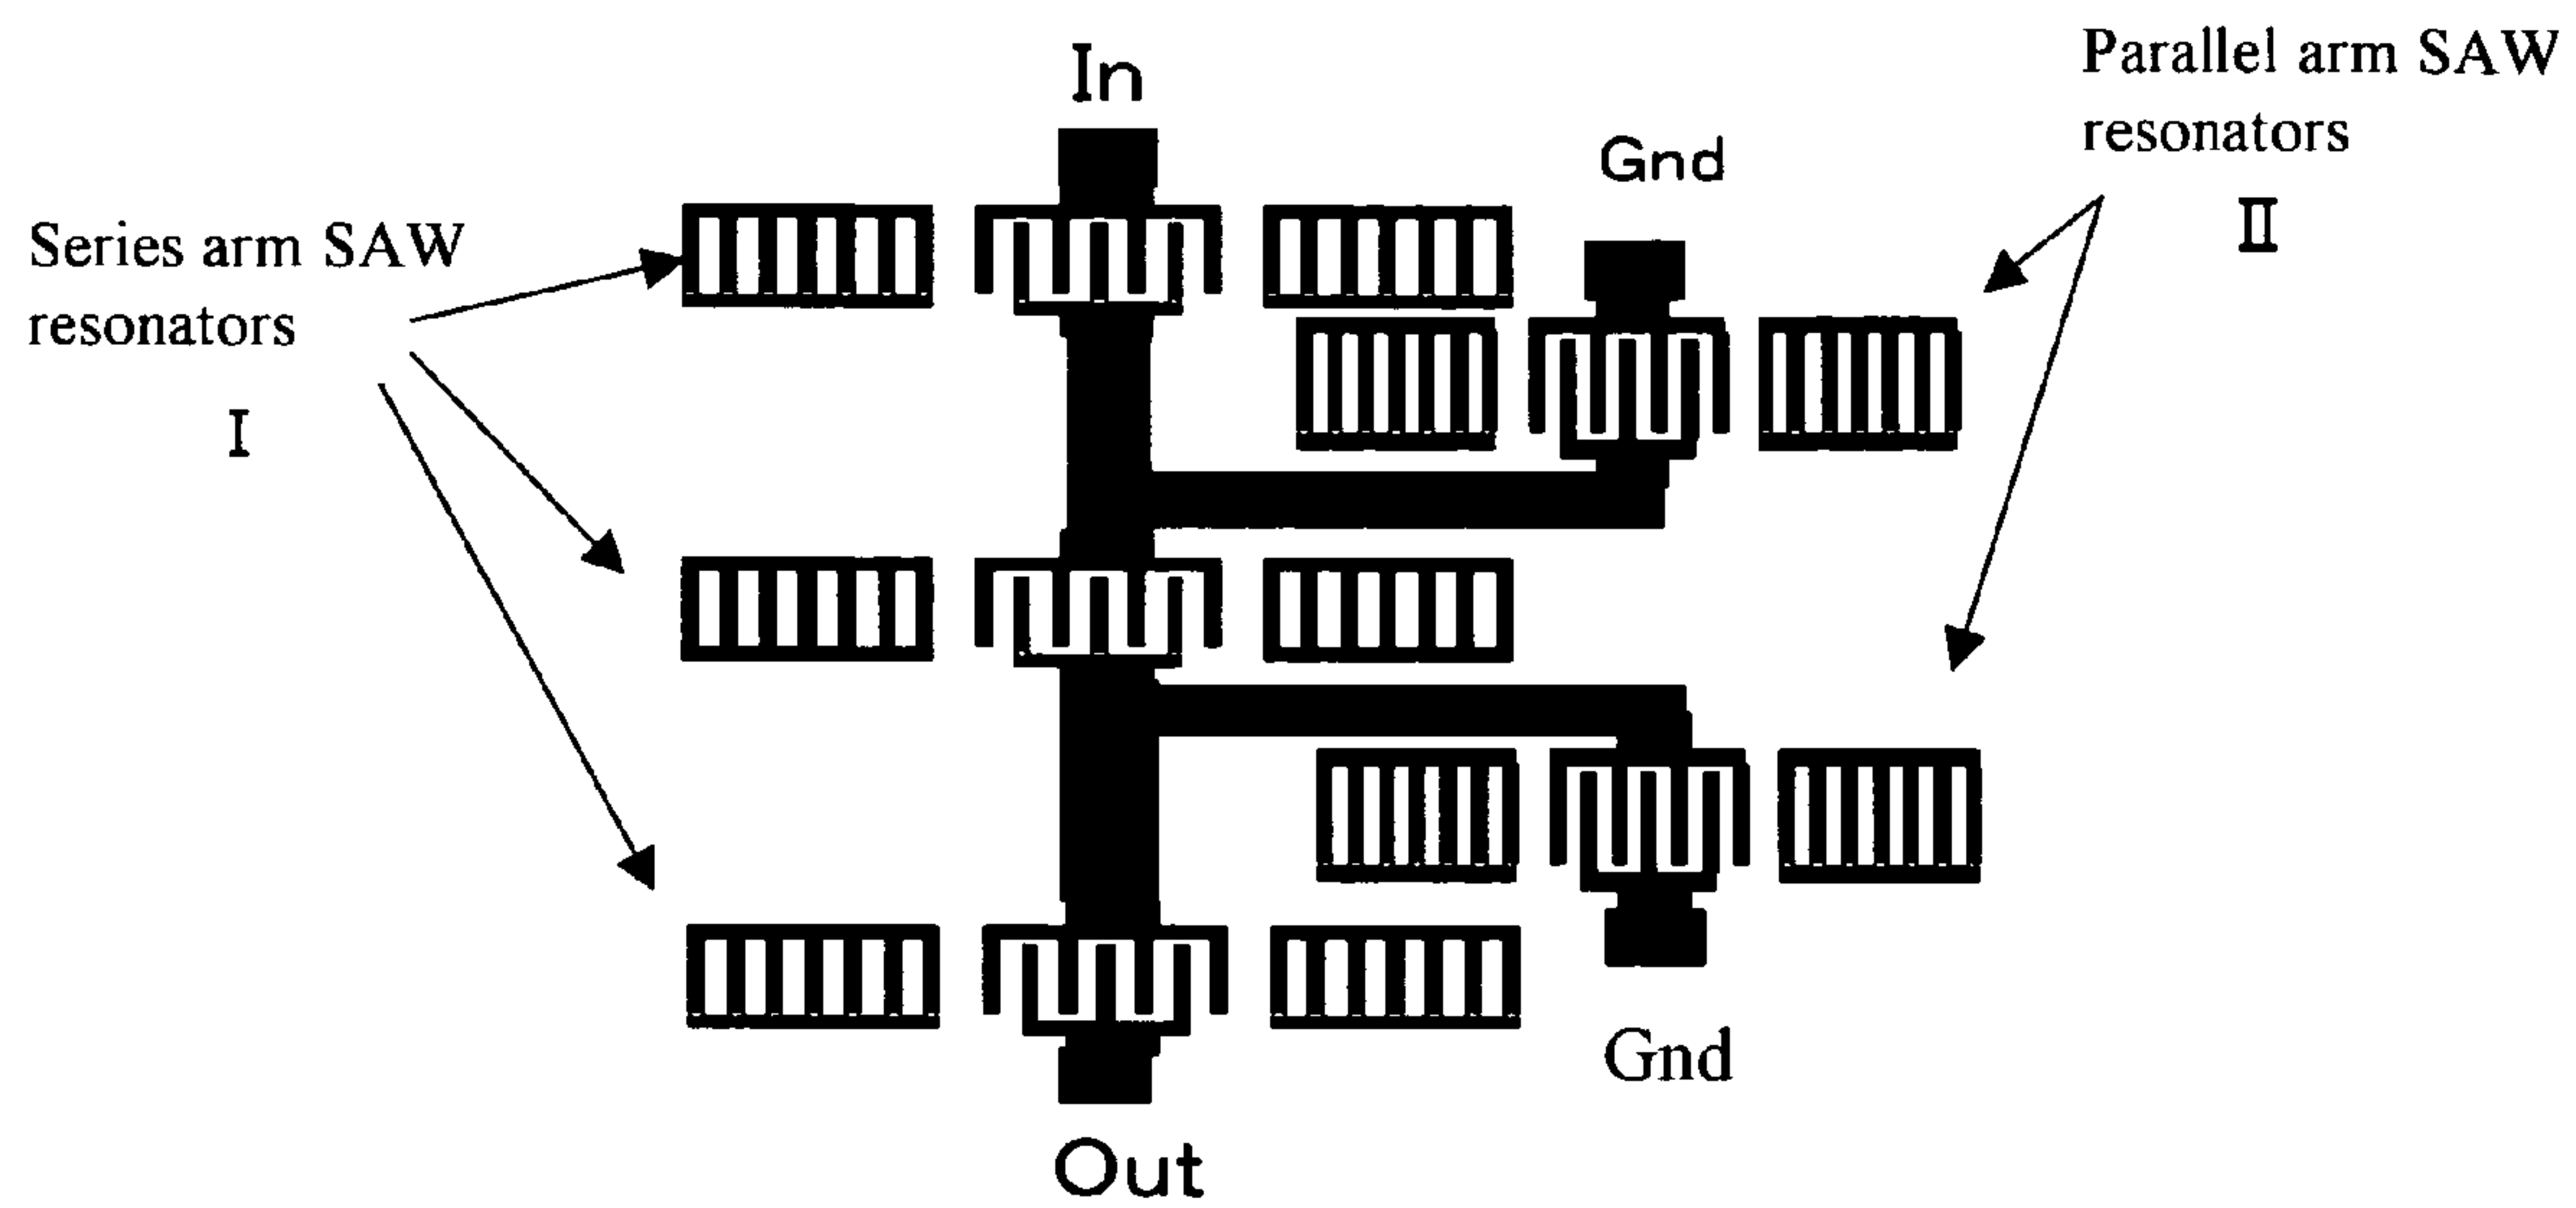 In
Parallel arm SAW
resonators
II
Gnd
Series arm SAW
resonators
I
Gnd
Out